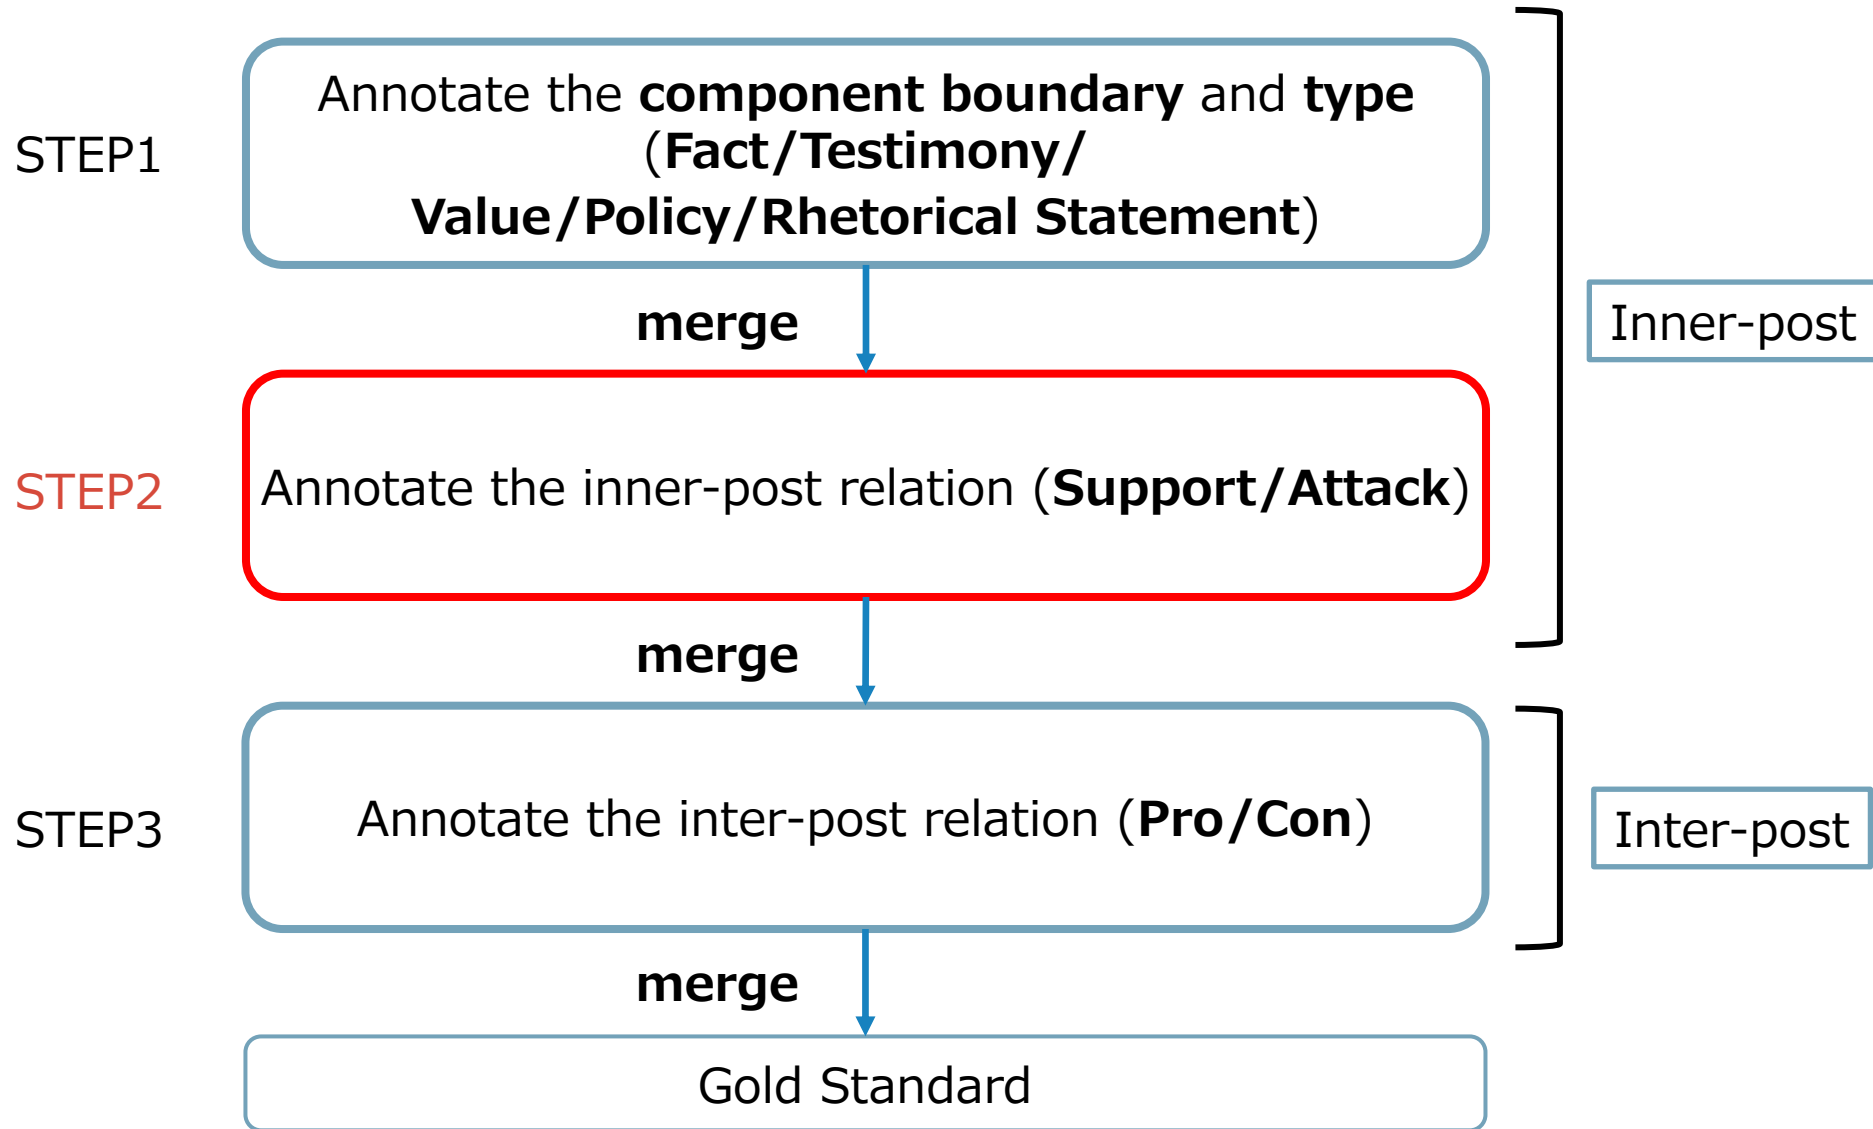 Annotate the component boundary and type
(Fact/Testimony/
Value/Policy/Rhetorical Statement)
STEP1
merge
Inner-post
STEP2
Annotate the inner-post relation (Support/Attack)
merge
STEP3
Annotate the inter-post relation (Pro/Con)
Inter-post
merge
Gold Standard